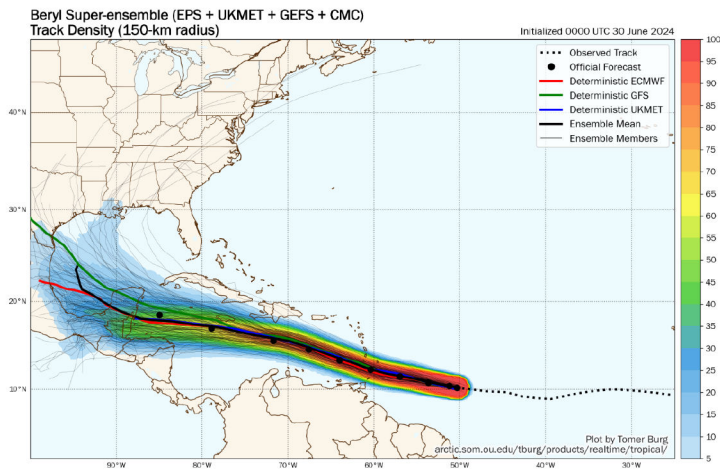 Beryl Super-ensemble (EPS + UKMET + GEFS + CMC)
Track Density (150-km radius)
Initialized 0000 UTC 30 June 2024
Observed Track
Official Forecast
Deterministic ECMWF
Deterministic GFS
Deterministic UKMET
Ensemble Mean
Ensemble Members
40°N
30°N
20°N
10°N
90°W
80°W
70°W
60°W
50°W
40°W
30°W
100
95
90
85
80
75
70
65
60
55
50
45
40
35
30
25
20
15
10
5
Plot by Tomer Burg
arctic.som.ou.edu/tburg/products/realtime/tropical/